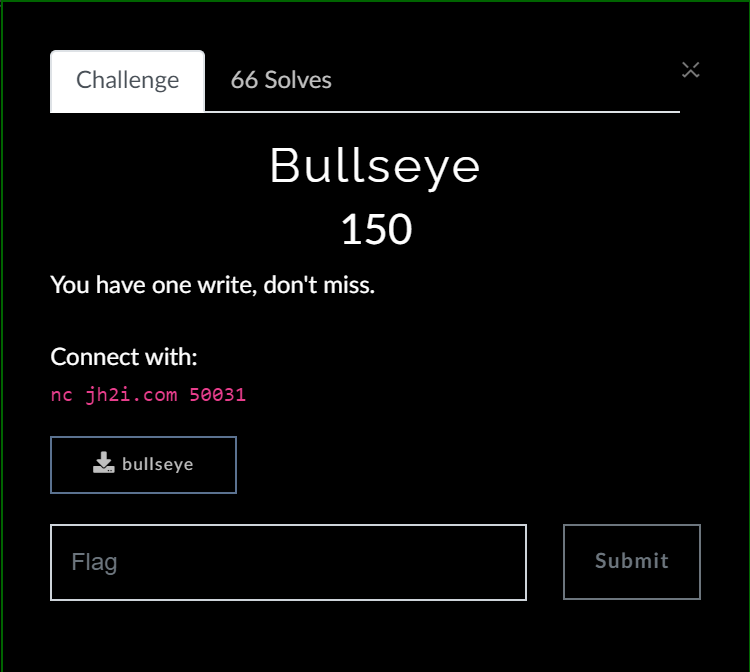 Challenge 66 Solves
Bullseye
150
You have one write, don't miss.
Connect with:
nc jh2i.com 50031
bullseye
Flag Submit